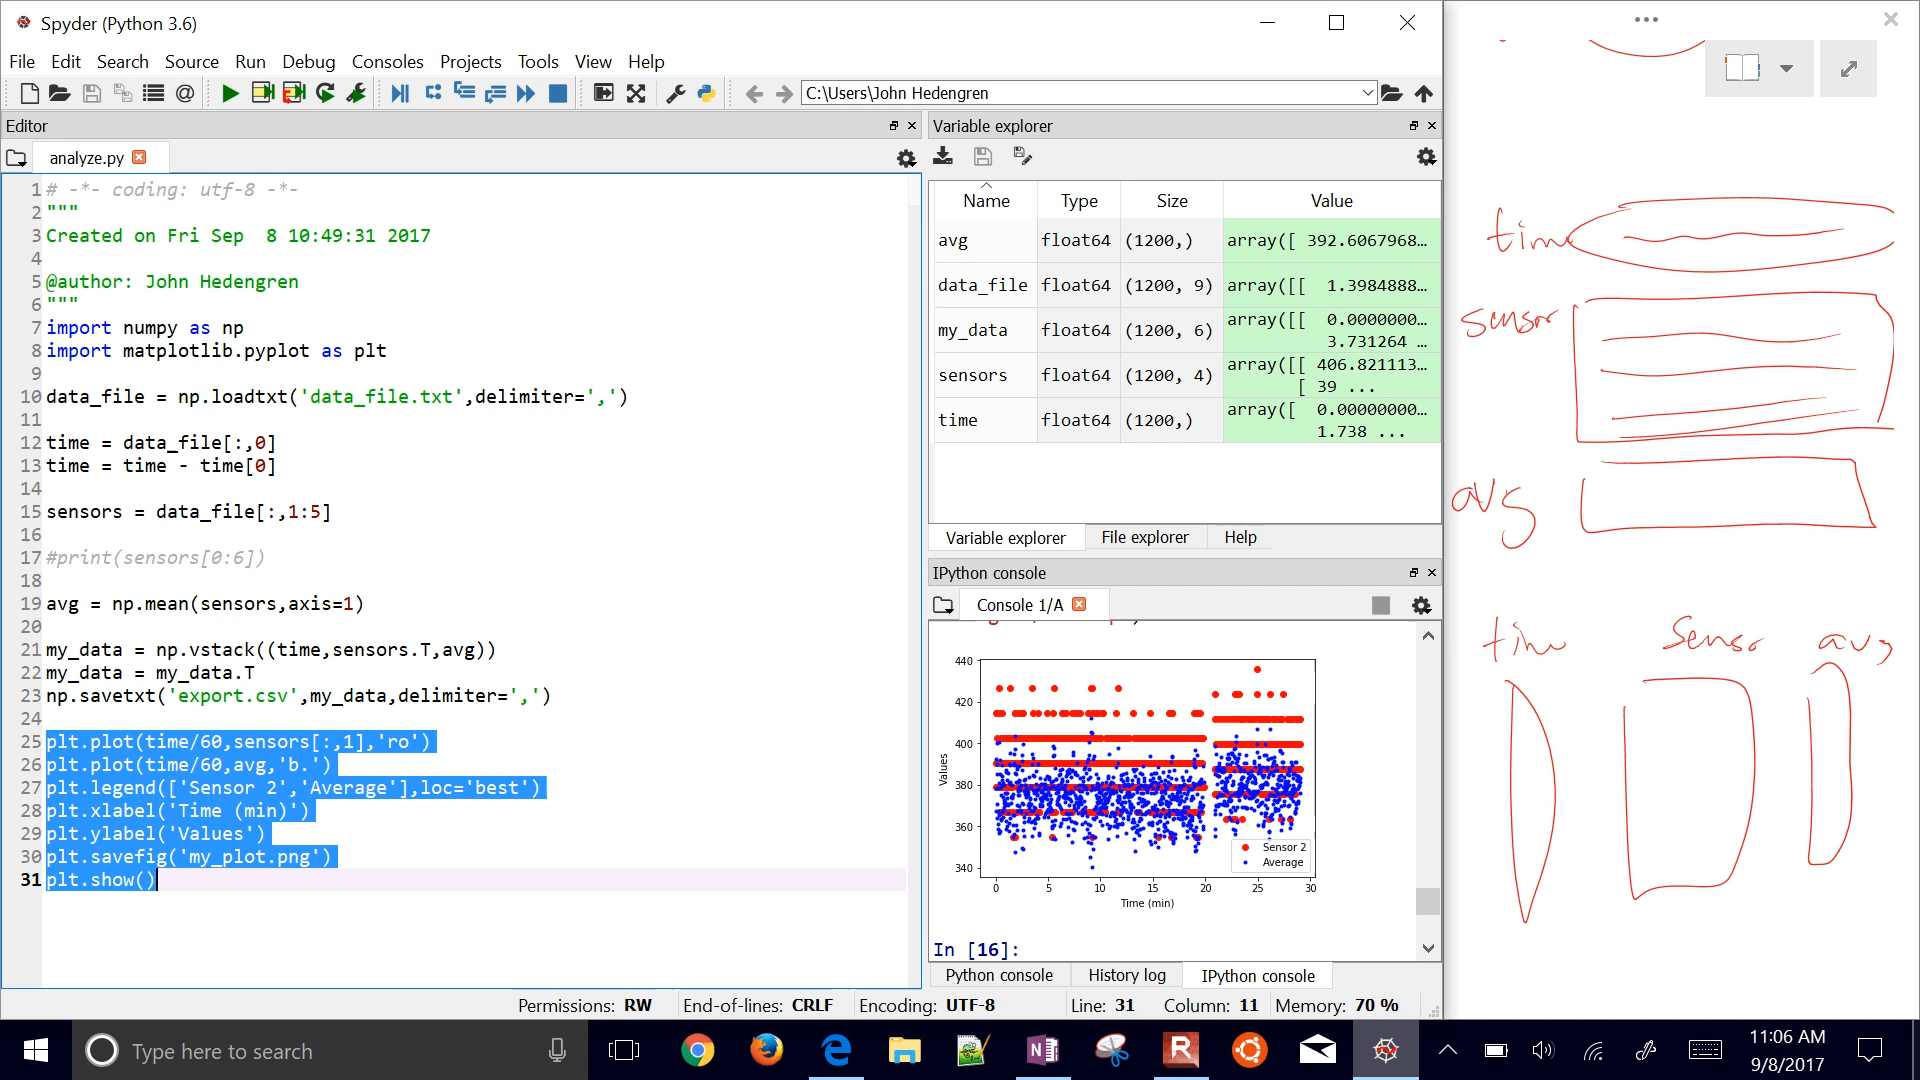 Spyder (Python 3.6)
File Edit Search Source Run Debug Consoles Projects Tools View Help
C:\Users\John Hedengren
Editor
analyze.py
1 # -*- coding: utf-8 -*-
2 """
3 Created on Fri Sep  8 10:49:31 2017
4
5 @author: John Hedengren
6 """
7 import numpy as np
8 import matplotlib.pyplot as plt
9
10 data_file = np.loadtxt('data_file.txt',delimiter=',')
11
12 time = data_file[:,0]
13 time = time - time[0]
14
15 sensors = data_file[:,1:5]
16
17 #print(sensors[0:6])
18
19 avg = np.mean(sensors,axis=1)
20
21 my_data = np.vstack((time,sensors.T,avg))
22 my_data = my_data.T
23 np.savetxt('export.csv',my_data,delimiter=',')
24
25 plt.plot(time/60,sensors[:,1],'ro')
26 plt.plot(time/60,avg,'b.')
27 plt.legend(['Sensor 2','Average'],loc='best')
28 plt.xlabel('Time (min)')
29 plt.ylabel('Values')
30 plt.savefig('my_plot.png')
31 plt.show()
Variable explorer
Name Type Size Value
avg float64 (1200,) array([ 392.6067968...
data_file float64 (1200, 9) array([[ 1.3984888...
my_data float64 (1200, 6) array([[ 0.0000000...
3.731264 ...
sensors float64 (1200, 4) array([[ 406.821113...
[ 39 ...
time float64 (1200,) array([ 0.00000000...
1.738 ...
Variable explorer File explorer Help
IPython console
Console 1/A
440
420
400
380
360
340
Values
Sensor 2
Average
0 5 10 15 20 25 30
Time (min)
In [16]:
Python console History log IPython console
Permissions: RW End-of-lines: CRLF Encoding: UTF-8 Line: 31 Column: 11 Memory: 70 %
time
sensor
avg
time sensor avg
Type here to search
11:06 AM
9/8/2017